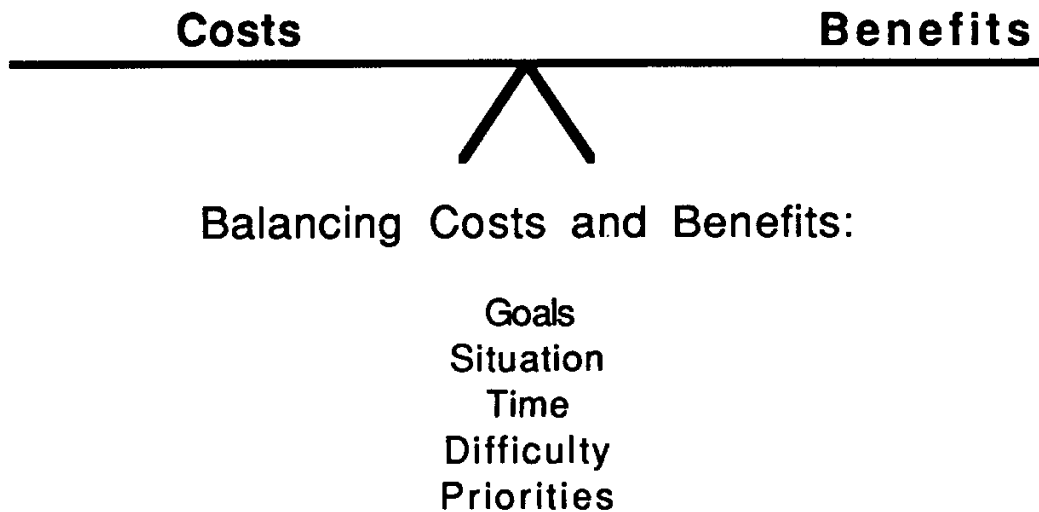 Costs Benefits
Balancing Costs and Benefits:
Goals
Situation
Time
Difficulty
Priorities